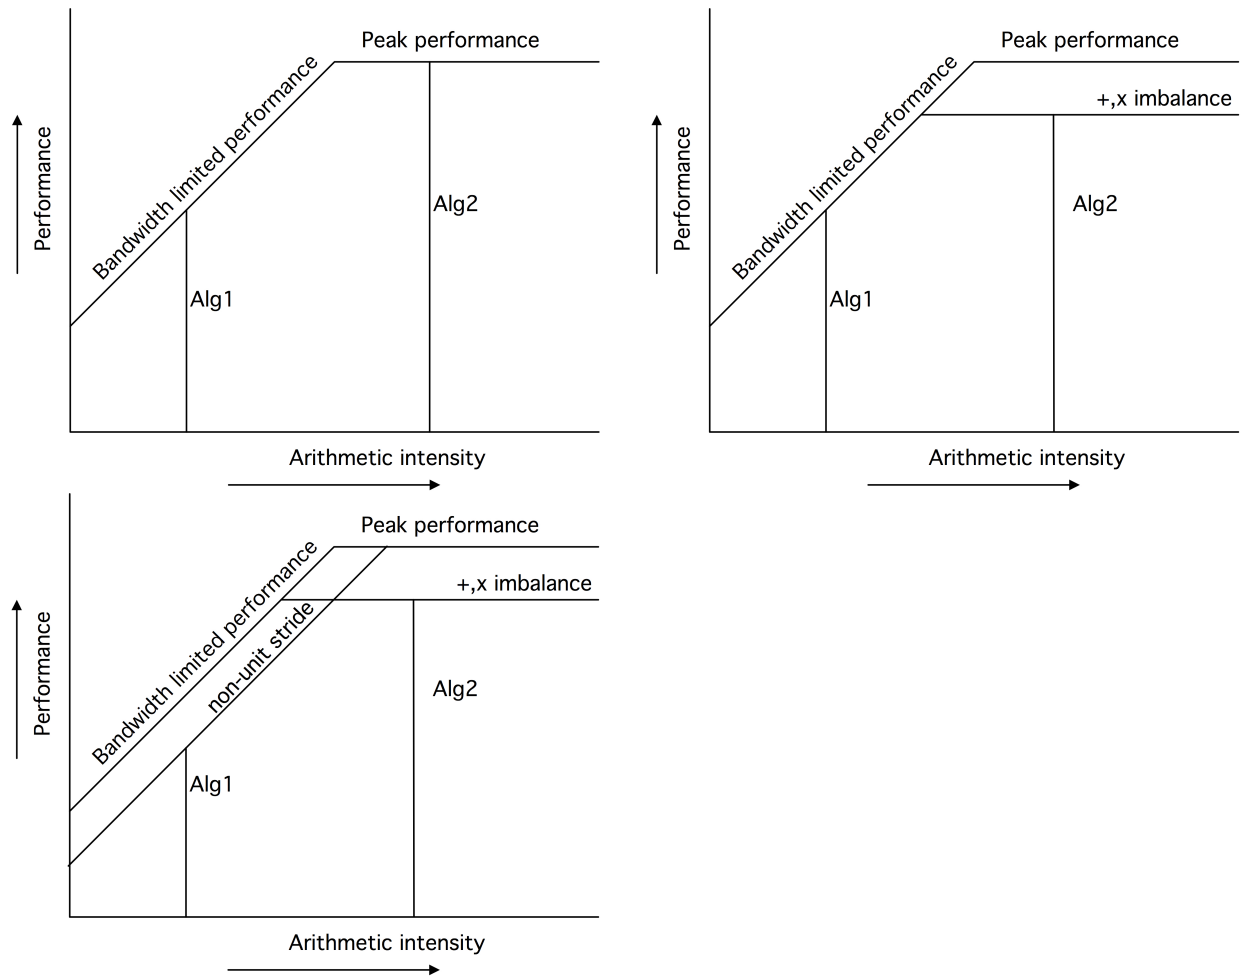 Peak performance
Bandwidth limited performance
Performance
Alg2
Alg1
Arithmetic intensity
Peak performance
+,x imbalance
Bandwidth limited performance
Performance
Alg2
Alg1
Arithmetic intensity
Peak performance
+,x imbalance
Bandwidth limited performance
non-unit stride
Performance
Alg2
Alg1
Arithmetic intensity